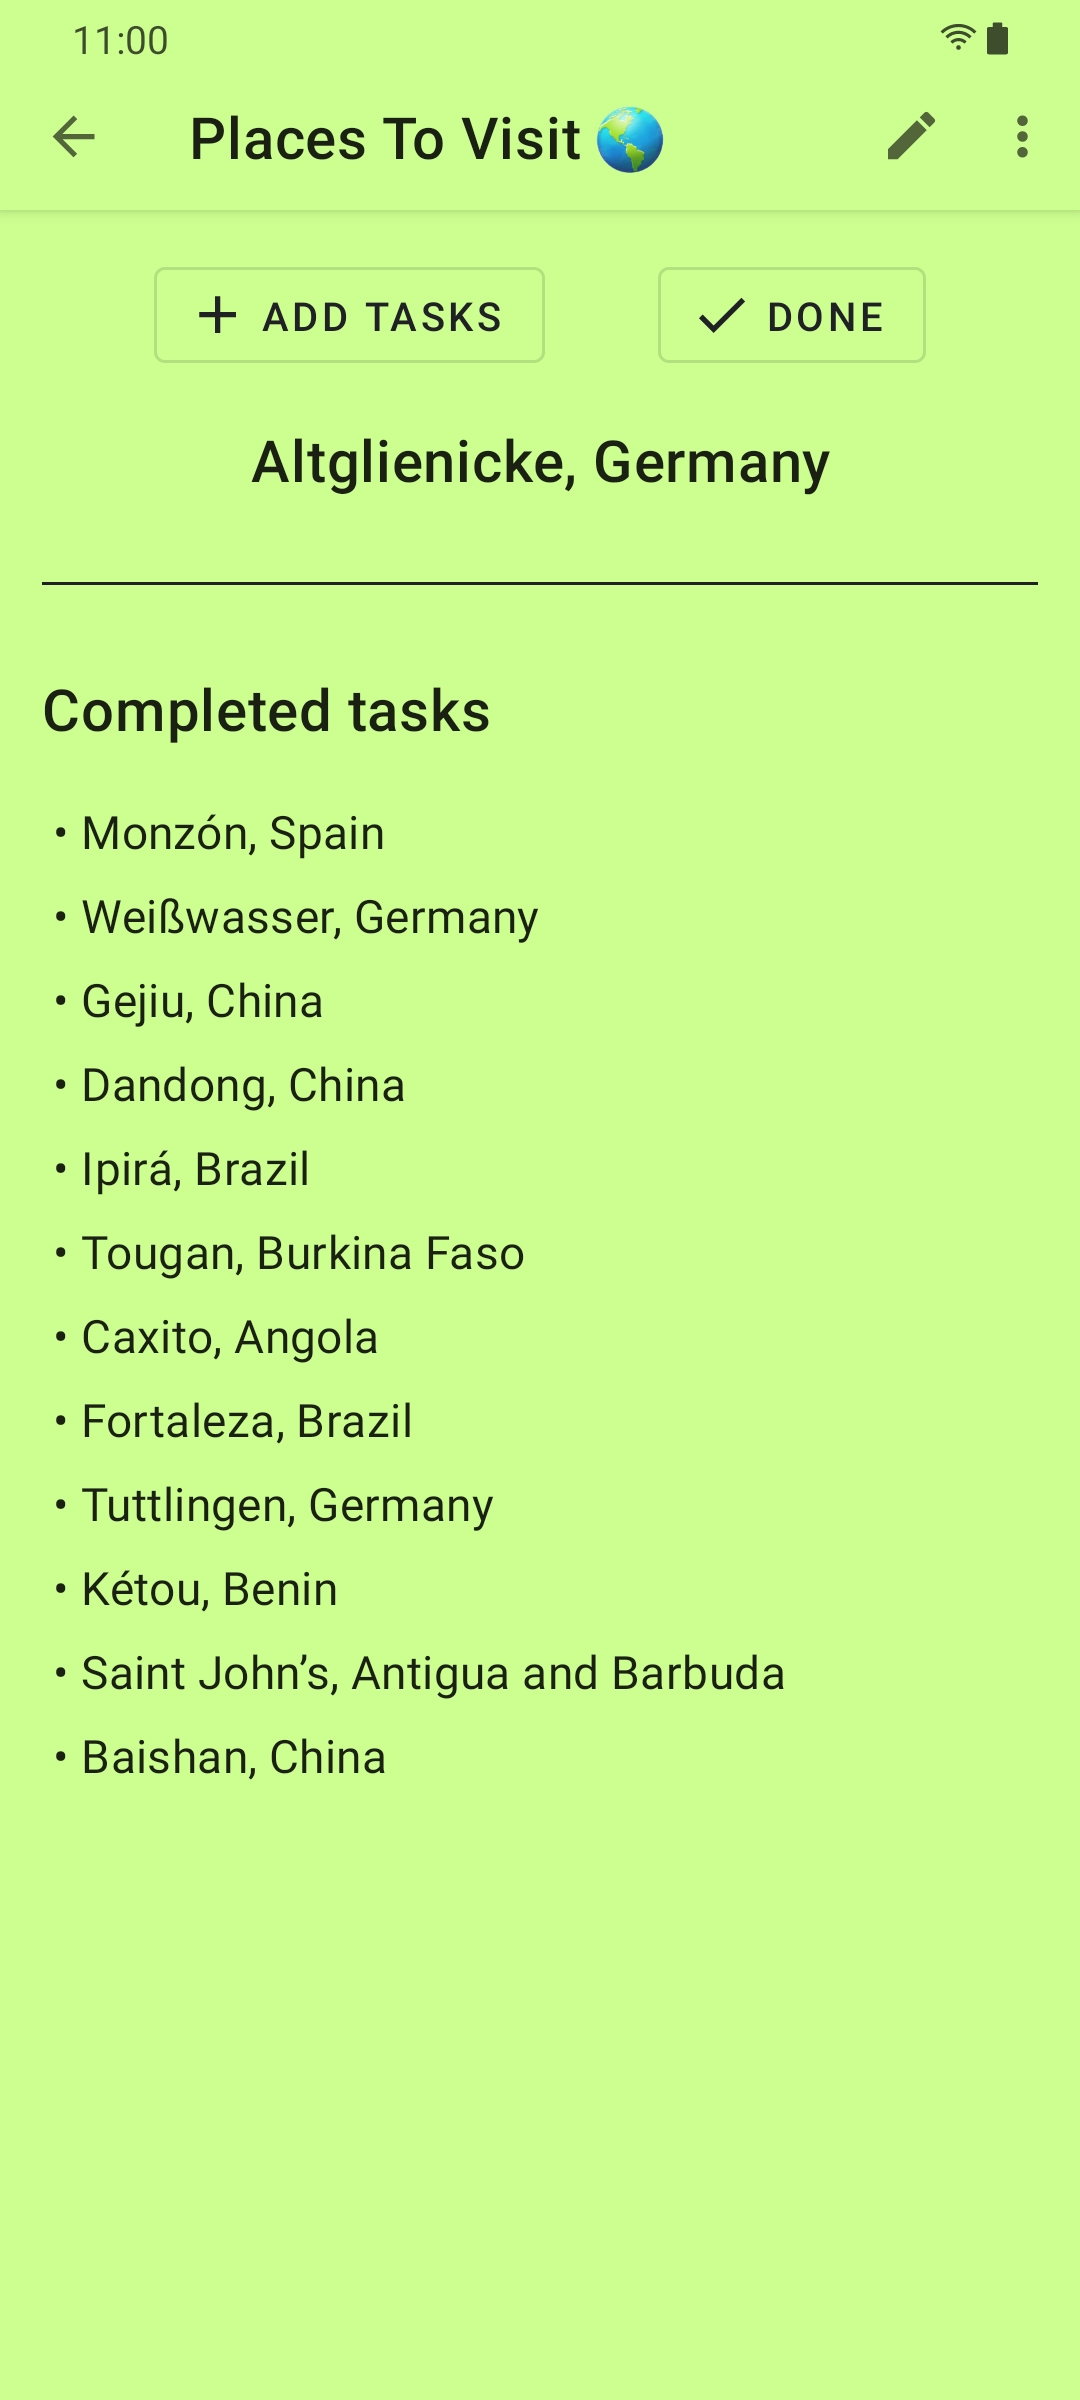 11:00
Places To Visit 🌎
ADD TASKS
DONE
Altglienicke, Germany
Completed tasks
• Monzón, Spain
• Weißwasser, Germany
• Gejiu, China
• Dandong, China
• Ipirá, Brazil
• Tougan, Burkina Faso
• Caxito, Angola
• Fortaleza, Brazil
• Tuttlingen, Germany
• Kétou, Benin
• Saint John’s, Antigua and Barbuda
• Baishan, China